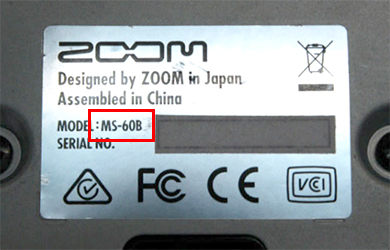 ZOOM
Designed by ZOOM in Japan
Assembled in China
MODEL: MS-60B
SERIAL NO.
FC CE VCI